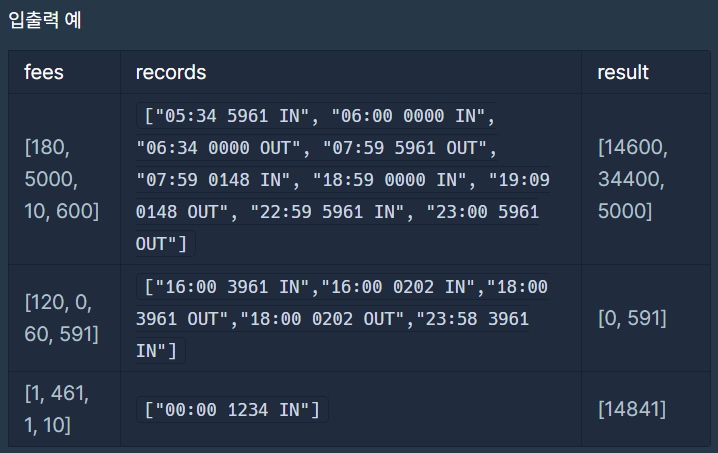 입출력 예
fees records result
[180, 5000, 10, 600]
["05:34 5961 IN", "06:00 0000 IN",
"06:34 0000 OUT", "07:59 5961 OUT",
"07:59 0148 IN", "18:59 0000 IN", "19:09
0148 OUT", "22:59 5961 IN", "23:00 5961
OUT"]
[14600, 34400, 5000]
[120, 0, 60, 591]
["16:00 3961 IN","16:00 0202 IN","18:00
3961 OUT","18:00 0202 OUT","23:58 3961
IN"]
[0, 591]
[1, 461, 1, 10]
["00:00 1234 IN"]
[14841]